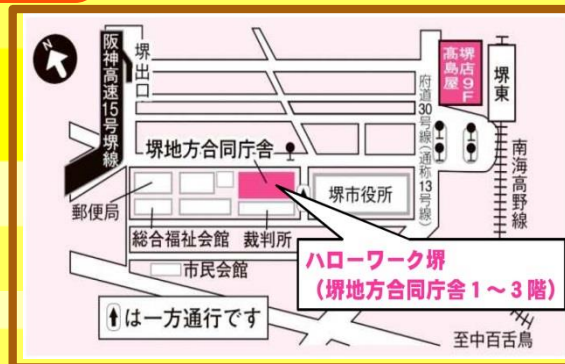 N
阪神高速15号堺線
堺出口
堺店9F
髙島屋
堺東
府道30号線(通称13号線)
南海高野線
堺地方合同庁舎
郵便局
堺市役所
総合福祉会館
裁判所
市民会館
ハローワーク堺
(堺地方合同庁舎1~3階)
は一方通行です
至中百舌鳥